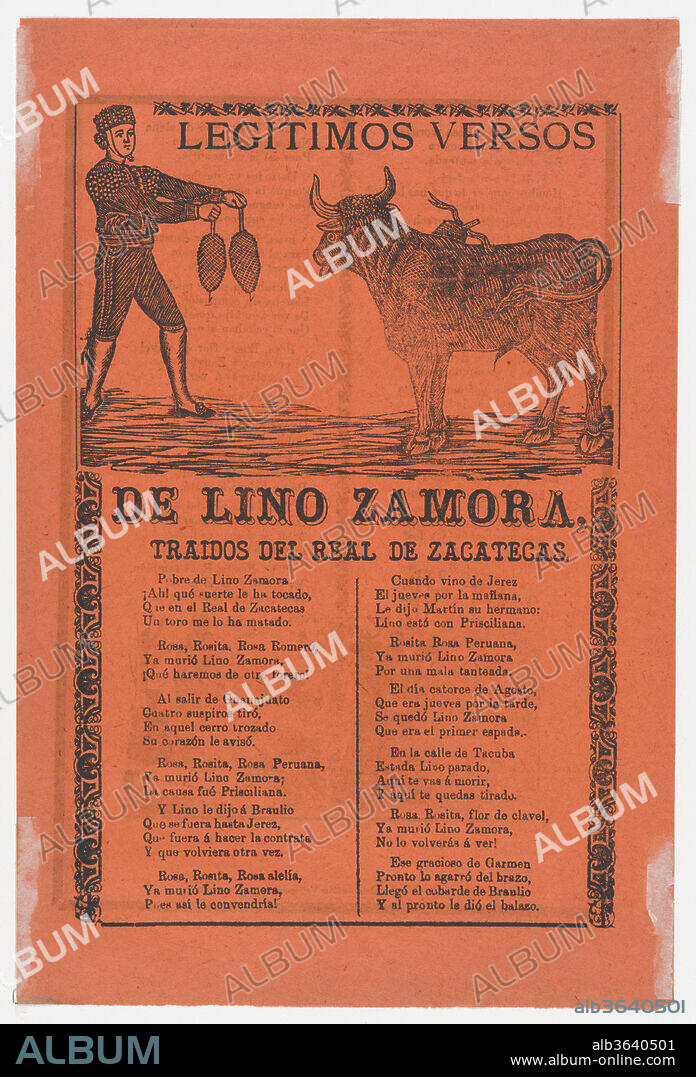 LEGITIMOS VERSOS
DE LINO ZAMORA.
TRAIDOS DEL REAL DE ZACATECAS.
Pobre de Lino Zamora
¡Ah! qué suerte le ha tocado,
Que en el Real de Zacatecas
Un toro me lo ha matado.
Rosa, Rosita, Rosa Romero,
Ya murió Lino Zamora,
¡Qué haremos de otro torero!
Al salir de Guanajuato
Cuatro suspiros tiró,
En aquel cerro trozado
Su corazón le avisó.
Rosa, Rosita, Rosa Peruana,
Ya murió Lino Zamora;
La causa fué Prisciliana.
Y Lino le dijo á Braulio
Que se fuera hasta Jerez,
Que fuera á hacer la contrata
Y que volviera otra vez.
Rosa, Rosita, Rosa alelía,
Ya murió Lino Zamora,
Pues así le convendría!
Cuando vino de Jerez
El jueves por la mañana,
Le dijo Martín su hermano:
Lino está con Prisciliana.
Rosita Rosa Peruana,
Ya murió Lino Zamora
Por una mala tanteada.
El día catorce de Agosto,
Que era jueves por la tarde,
Se quedó Lino Zamora
Que era el primer espada,.
En la calle de Tacuba
Estada Lino parado,
Aquí te vas á morir,
Y aquí te quedas tirado.
Rosa, Rosita, flor de clavel,
Ya murió Lino Zamora,
No lo volverás á ver!
Ese gracioso de Garmen
Pronto lo agarró del brazo,
Llegó el cobarde de Braulio
Y al pronto le dió el balazo.
alb3640501
ALBUM
alb3640501
www.album-online.com